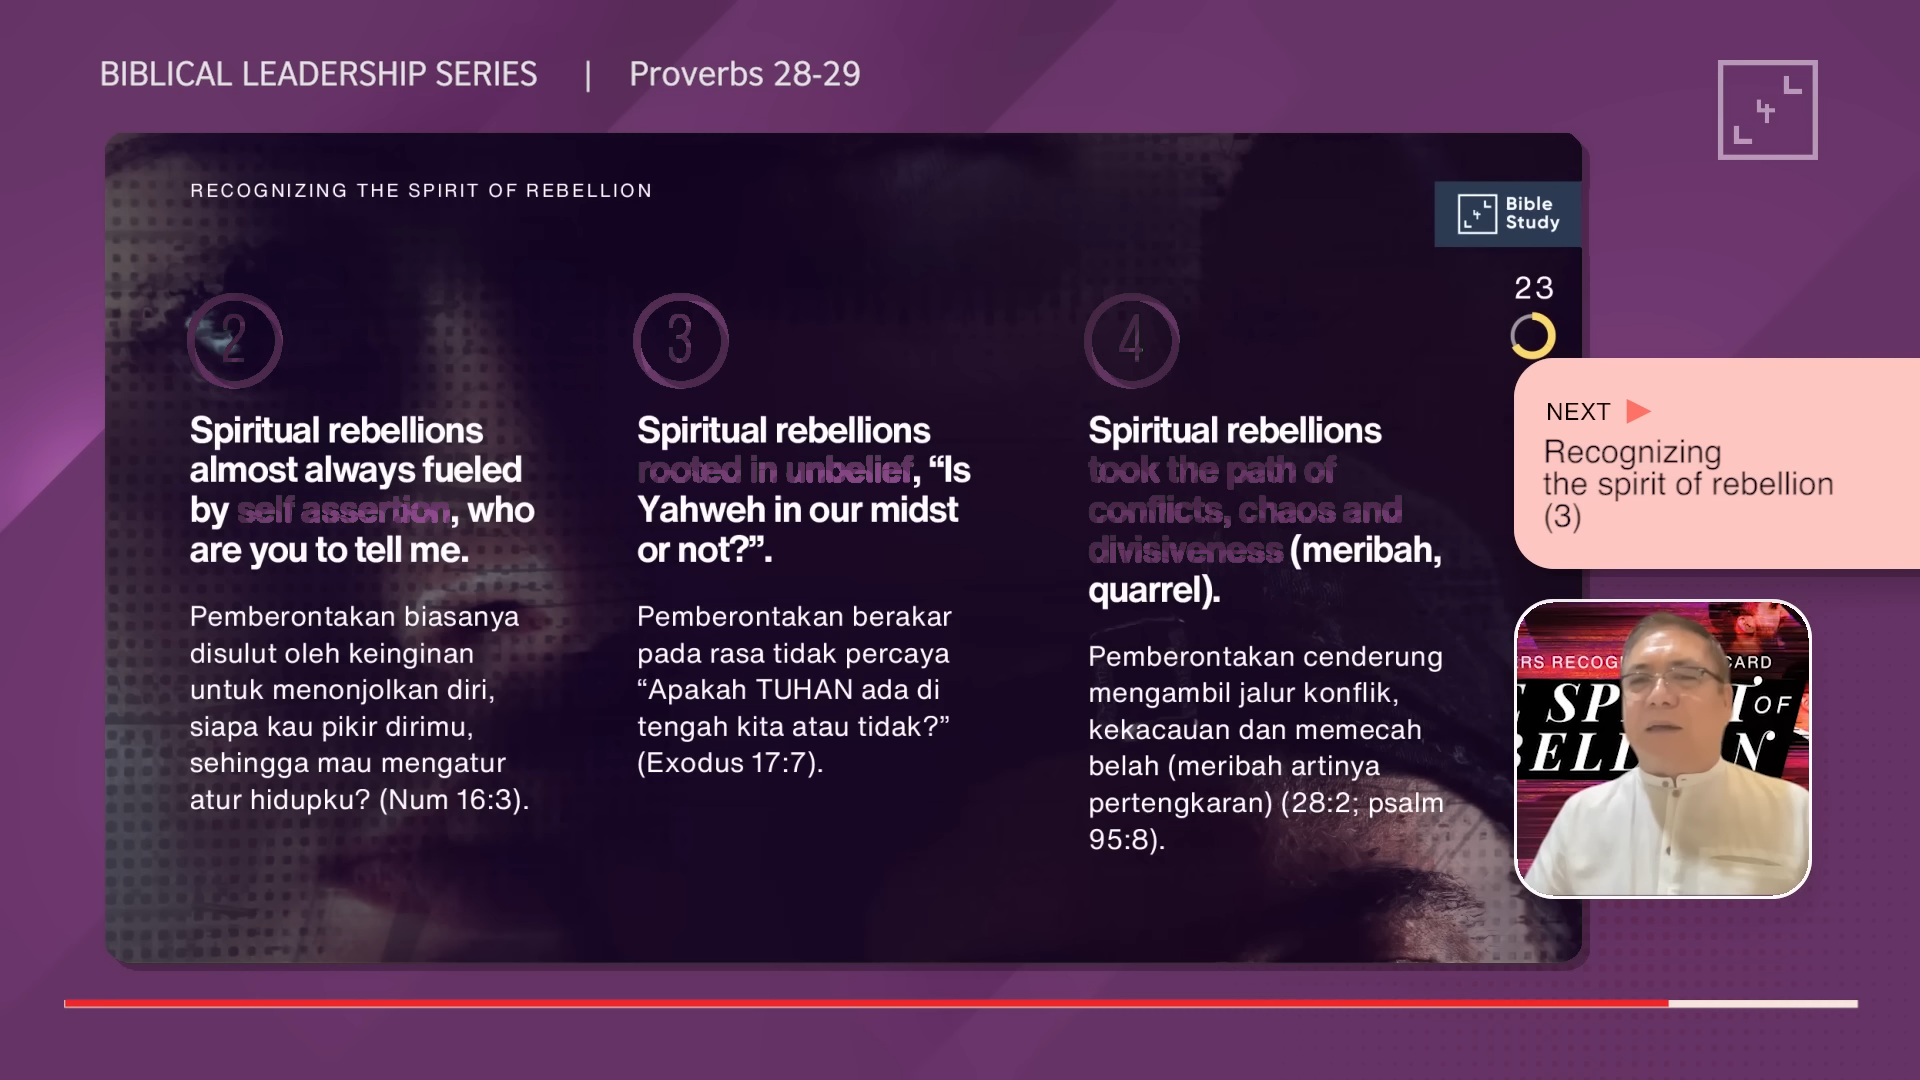 BIBLICAL LEADERSHIP SERIES | Proverbs 28-29
RECOGNIZING THE SPIRIT OF REBELLION
Bible
Study
23
2
Spiritual rebellions
almost always fueled
by self assertion, who
are you to tell me.
Pemberontakan biasanya
disulut oleh keinginan
untuk menonjolkan diri,
siapa kau pikir dirimu,
sehingga mau mengatur
atur hidupku? (Num 16:3).
3
Spiritual rebellions
rooted in unbelief, “Is
Yahweh in our midst
or not?”.
Pemberontakan berakar
pada rasa tidak percaya
“Apakah TUHAN ada di
tengah kita atau tidak?”
(Exodus 17:7).
4
Spiritual rebellions
took the path of
conflicts, chaos and
divisiveness (meribah,
quarrel).
Pemberontakan cenderung
mengambil jalur konflik,
kekacauan dan memecah
belah (meribah artinya
pertengkaran) (28:2; psalm
95:8).
NEXT
Recognizing
the spirit of rebellion
(3)
OF